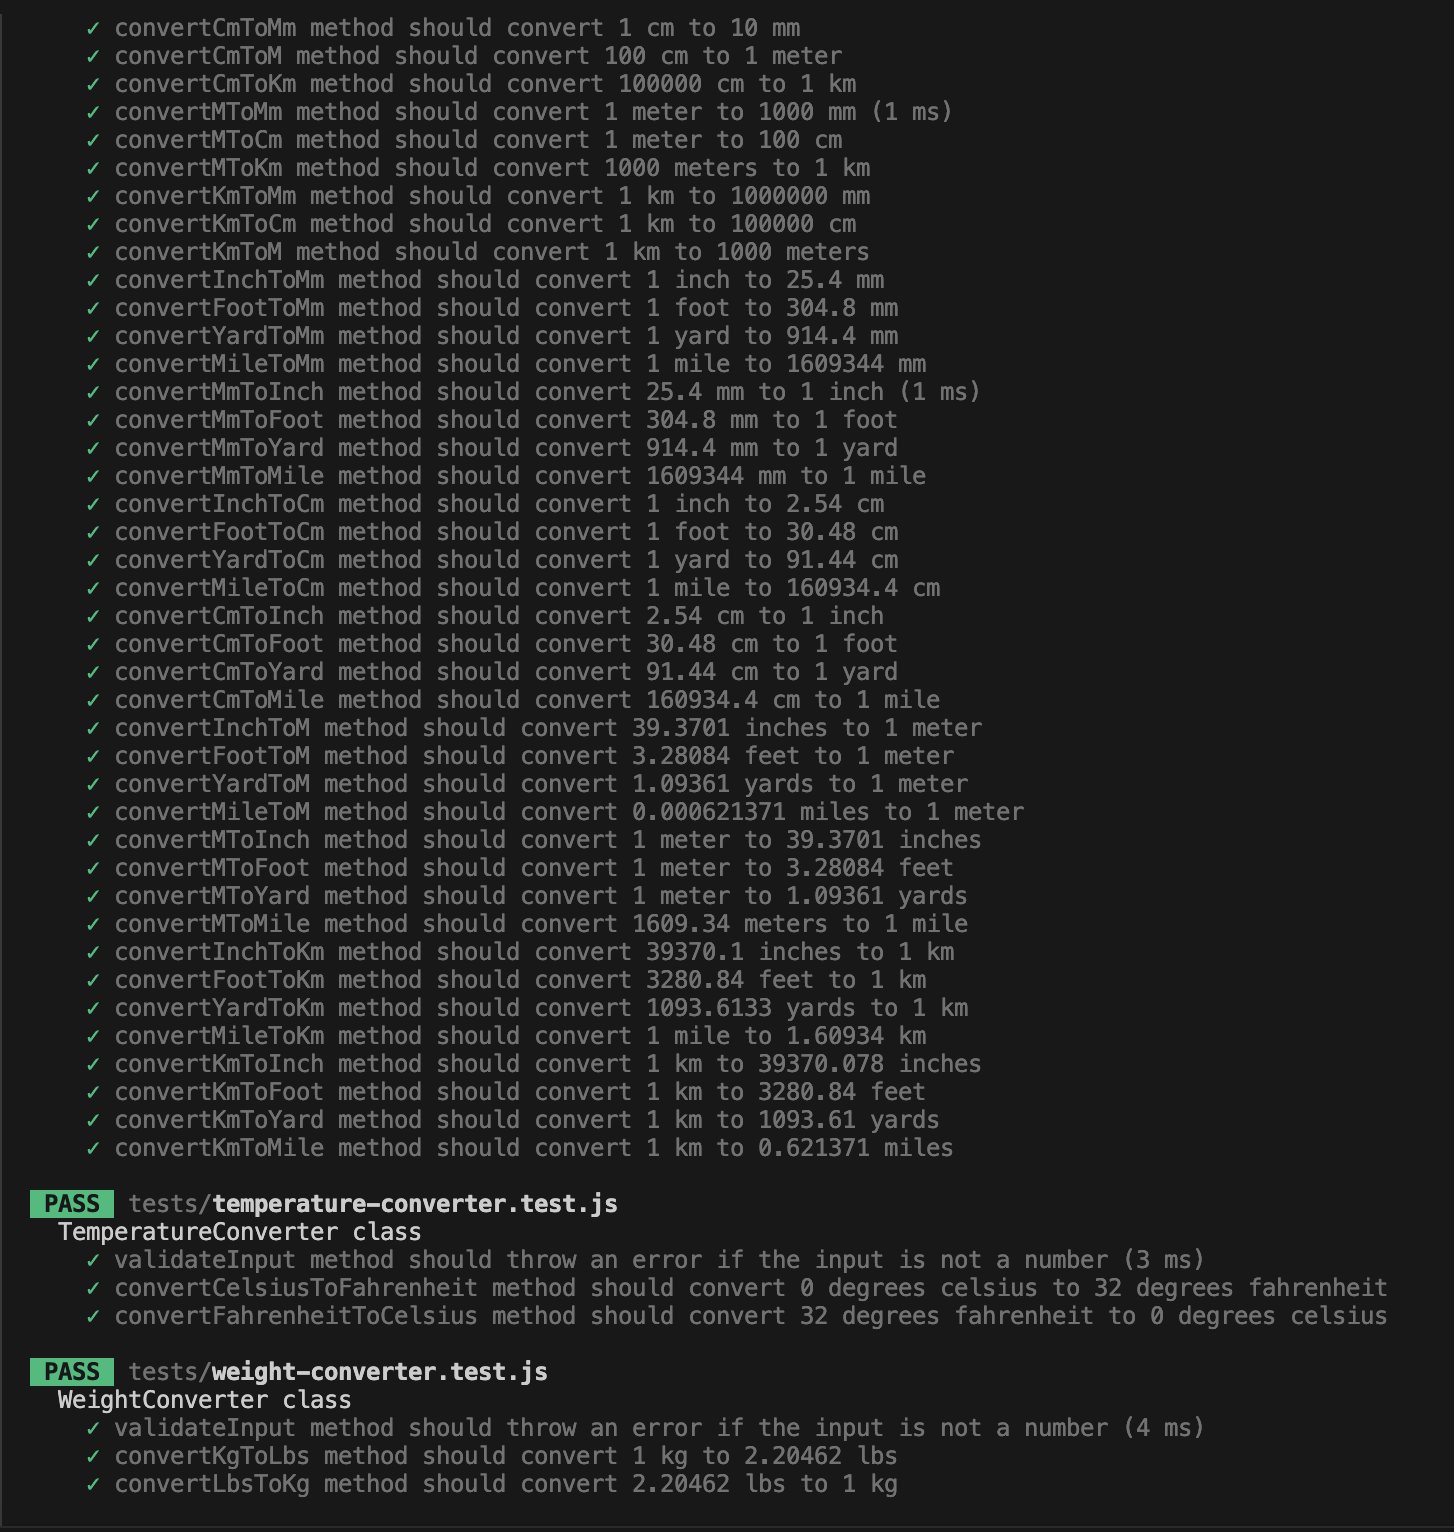 ✓ convertCmToMm method should convert 1 cm to 10 mm
✓ convertCmToM method should convert 100 cm to 1 meter
✓ convertCmToKm method should convert 100000 cm to 1 km
✓ convertMToMm method should convert 1 meter to 1000 mm (1 ms)
✓ convertMToCm method should convert 1 meter to 100 cm
✓ convertMToKm method should convert 1000 meters to 1 km
✓ convertKmToMm method should convert 1 km to 1000000 mm
✓ convertKmToCm method should convert 1 km to 100000 cm
✓ convertKmToM method should convert 1 km to 1000 meters
✓ convertInchToMm method should convert 1 inch to 25.4 mm
✓ convertFootToMm method should convert 1 foot to 304.8 mm
✓ convertYardToMm method should convert 1 yard to 914.4 mm
✓ convertMileToMm method should convert 1 mile to 1609344 mm
✓ convertMmToInch method should convert 25.4 mm to 1 inch (1 ms)
✓ convertMmToFoot method should convert 304.8 mm to 1 foot
✓ convertMmToYard method should convert 914.4 mm to 1 yard
✓ convertMmToMile method should convert 1609344 mm to 1 mile
✓ convertInchToCm method should convert 1 inch to 2.54 cm
✓ convertFootToCm method should convert 1 foot to 30.48 cm
✓ convertYardToCm method should convert 1 yard to 91.44 cm
✓ convertMileToCm method should convert 1 mile to 160934.4 cm
✓ convertCmToInch method should convert 2.54 cm to 1 inch
✓ convertCmToFoot method should convert 30.48 cm to 1 foot
✓ convertCmToYard method should convert 91.44 cm to 1 yard
✓ convertCmToMile method should convert 160934.4 cm to 1 mile
✓ convertInchToM method should convert 39.3701 inches to 1 meter
✓ convertFootToM method should convert 3.28084 feet to 1 meter
✓ convertYardToM method should convert 1.09361 yards to 1 meter
✓ convertMileToM method should convert 0.000621371 miles to 1 meter
✓ convertMToInch method should convert 1 meter to 39.3701 inches
✓ convertMToFoot method should convert 1 meter to 3.28084 feet
✓ convertMToYard method should convert 1 meter to 1.09361 yards
✓ convertMToMile method should convert 1609.34 meters to 1 mile
✓ convertInchToKm method should convert 39370.1 inches to 1 km
✓ convertFootToKm method should convert 3280.84 feet to 1 km
✓ convertYardToKm method should convert 1093.6133 yards to 1 km
✓ convertMileToKm method should convert 1 mile to 1.60934 km
✓ convertKmToInch method should convert 1 km to 39370.078 inches
✓ convertKmToFoot method should convert 1 km to 3280.84 feet
✓ convertKmToYard method should convert 1 km to 1093.61 yards
✓ convertKmToMile method should convert 1 km to 0.621371 miles
PASS tests/temperature-converter.test.js
TemperatureConverter class
✓ validateInput method should throw an error if the input is not a number (3 ms)
✓ convertCelsiusToFahrenheit method should convert 0 degrees celsius to 32 degrees fahrenheit
✓ convertFahrenheitToCelsius method should convert 32 degrees fahrenheit to 0 degrees celsius
PASS tests/weight-converter.test.js
WeightConverter class
✓ validateInput method should throw an error if the input is not a number (4 ms)
✓ convertKgToLbs method should convert 1 kg to 2.20462 lbs
✓ convertLbsToKg method should convert 2.20462 lbs to 1 kg